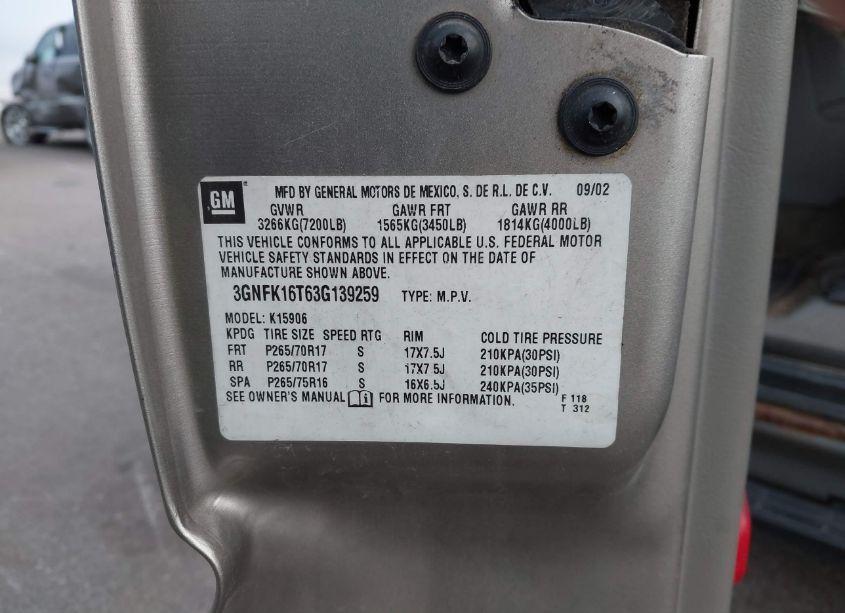 GM
MFD BY GENERAL MOTORS DE MEXICO, S. DE R.L. DE C.V. 09/02
GVWR GAWR FRT GAWR RR
3266KG(7200LB) 1565KG(3450LB) 1814KG(4000LB)
THIS VEHICLE CONFORMS TO ALL APPLICABLE U.S. FEDERAL MOTOR
VEHICLE SAFETY STANDARDS IN EFFECT ON THE DATE OF
MANUFACTURE SHOWN ABOVE.
3GNFK16T63G139259 TYPE: M.P.V.
MODEL: K15906
KPDG TIRE SIZE SPEED RTG RIM COLD TIRE PRESSURE
FRT P265/70R17 S 17X7.5J 210KPA(30PSI)
RR P265/70R17 S 17X7.5J 210KPA(30PSI)
SPA P265/75R16 S 16X6.5J 240KPA(35PSI)
SEE OWNER'S MANUAL i FOR MORE INFORMATION.
F 118
T 312